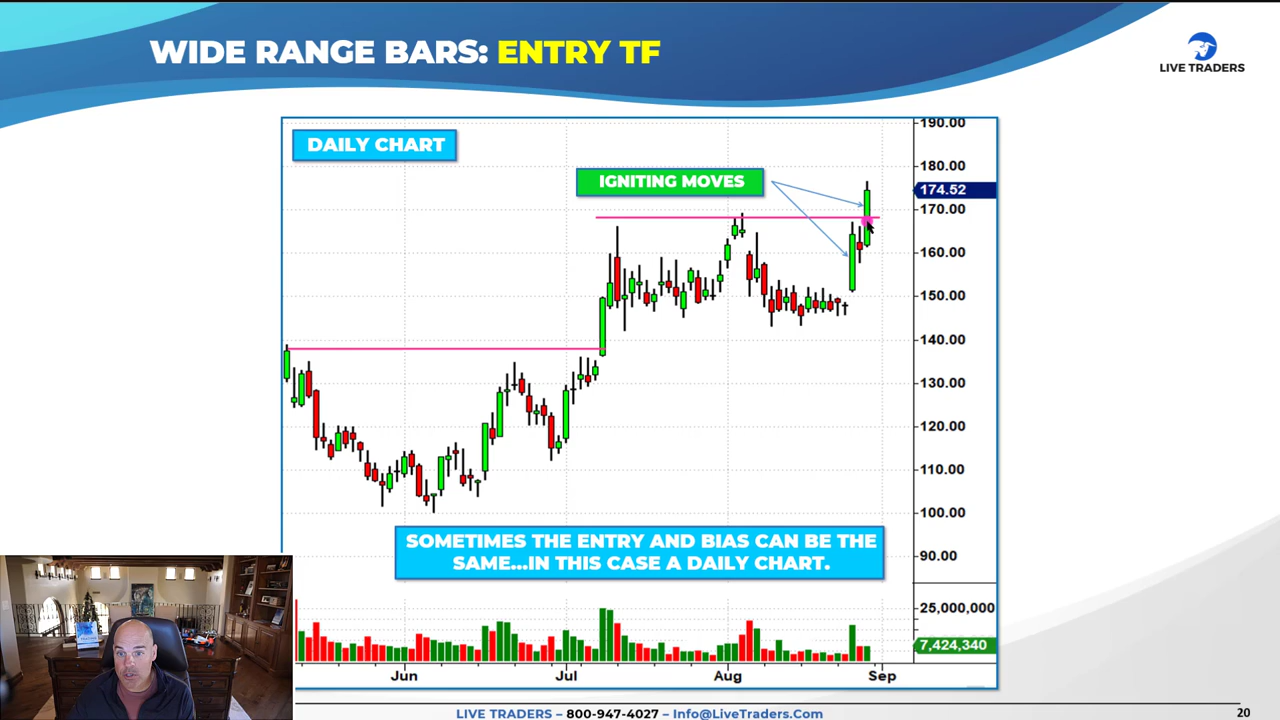 WIDE RANGE BARS: ENTRY TF
LIVE TRADERS
DAILY CHART
IGNITING MOVES
190.00
180.00
174.52
170.00
160.00
150.00
140.00
130.00
120.00
110.00
100.00
90.00
SOMETIMES THE ENTRY AND BIAS CAN BE THE
SAME...IN THIS CASE A DAILY CHART.
25,000,000
7,424,340
Jun Jul Aug Sep
LIVE TRADERS – 800-947-4027 – Info@LiveTraders.Com
20